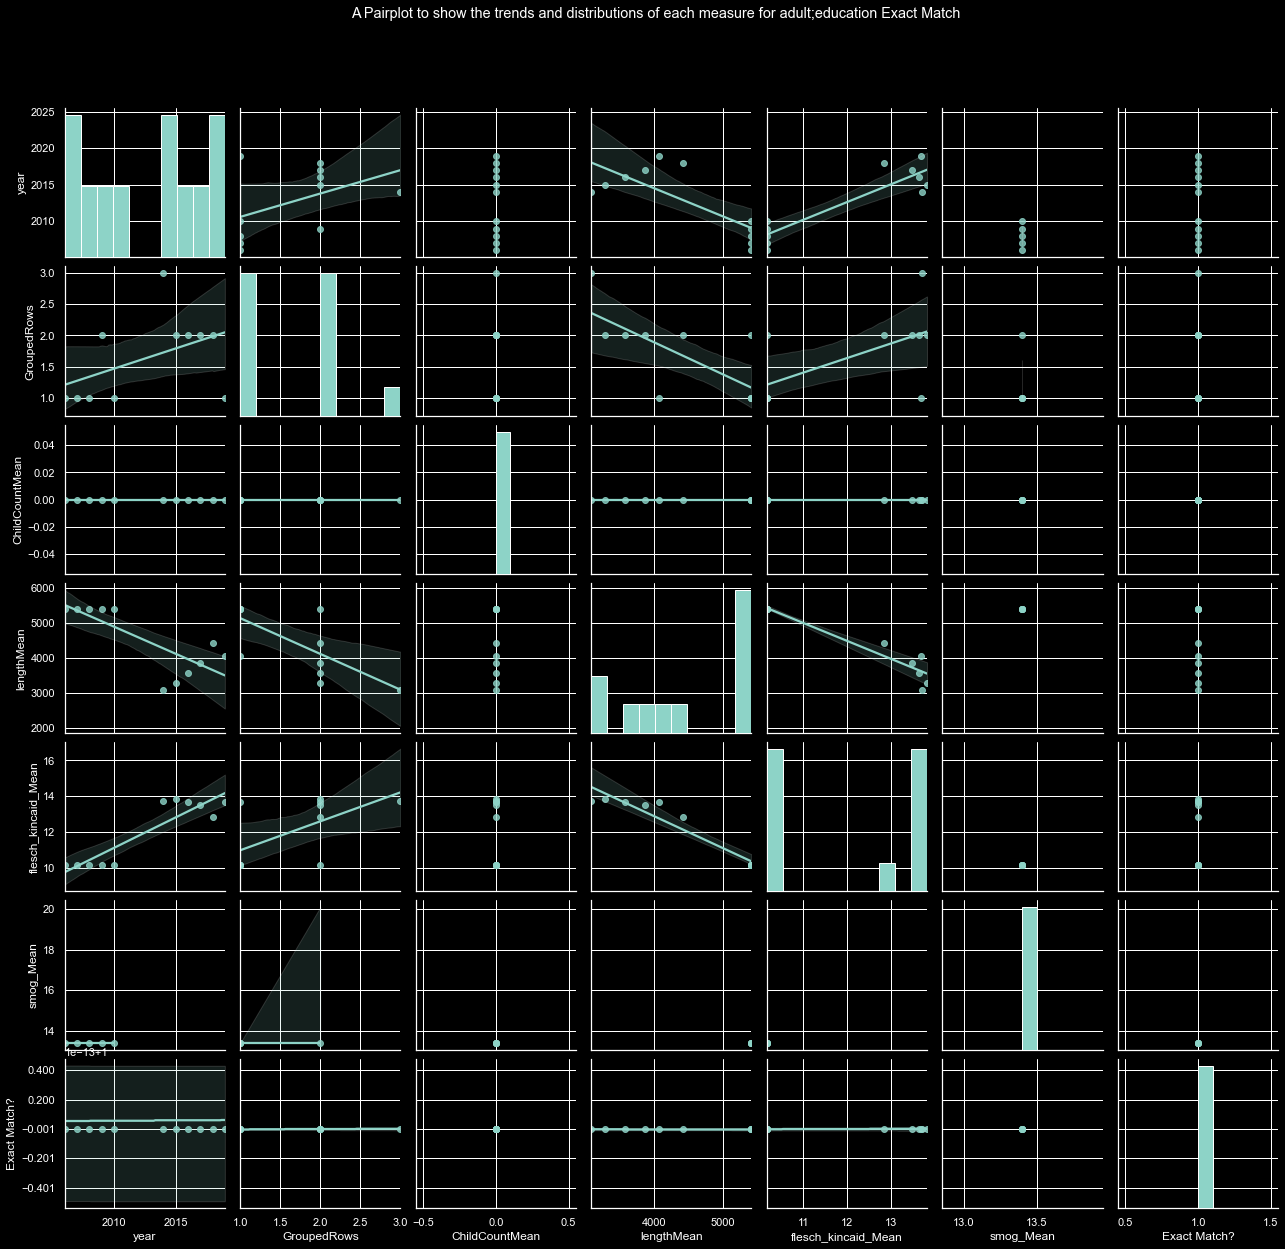 A Pairplot to show the trends and distributions of each measure for adult;education Exact Match
2025
2020
2015
2010
year
3.0
2.5
2.0
1.5
1.0
GroupedRows
0.04
0.02
0.00
−0.02
−0.04
ChildCountMean
6000
5000
4000
3000
2000
lengthMean
16
14
12
10
flesch_kincaid_Mean
20
18
16
14
smog_Mean
1e−13+1
0.400
0.200
−0.001
−0.201
−0.401
Exact Match?
2010 2015
year
1.0 1.5 2.0 2.5 3.0
GroupedRows
−0.5 0.0 0.5
ChildCountMean
4000 5000
lengthMean
11 12 13
flesch_kincaid_Mean
13.0 13.5
smog_Mean
0.5 1.0 1.5
Exact Match?